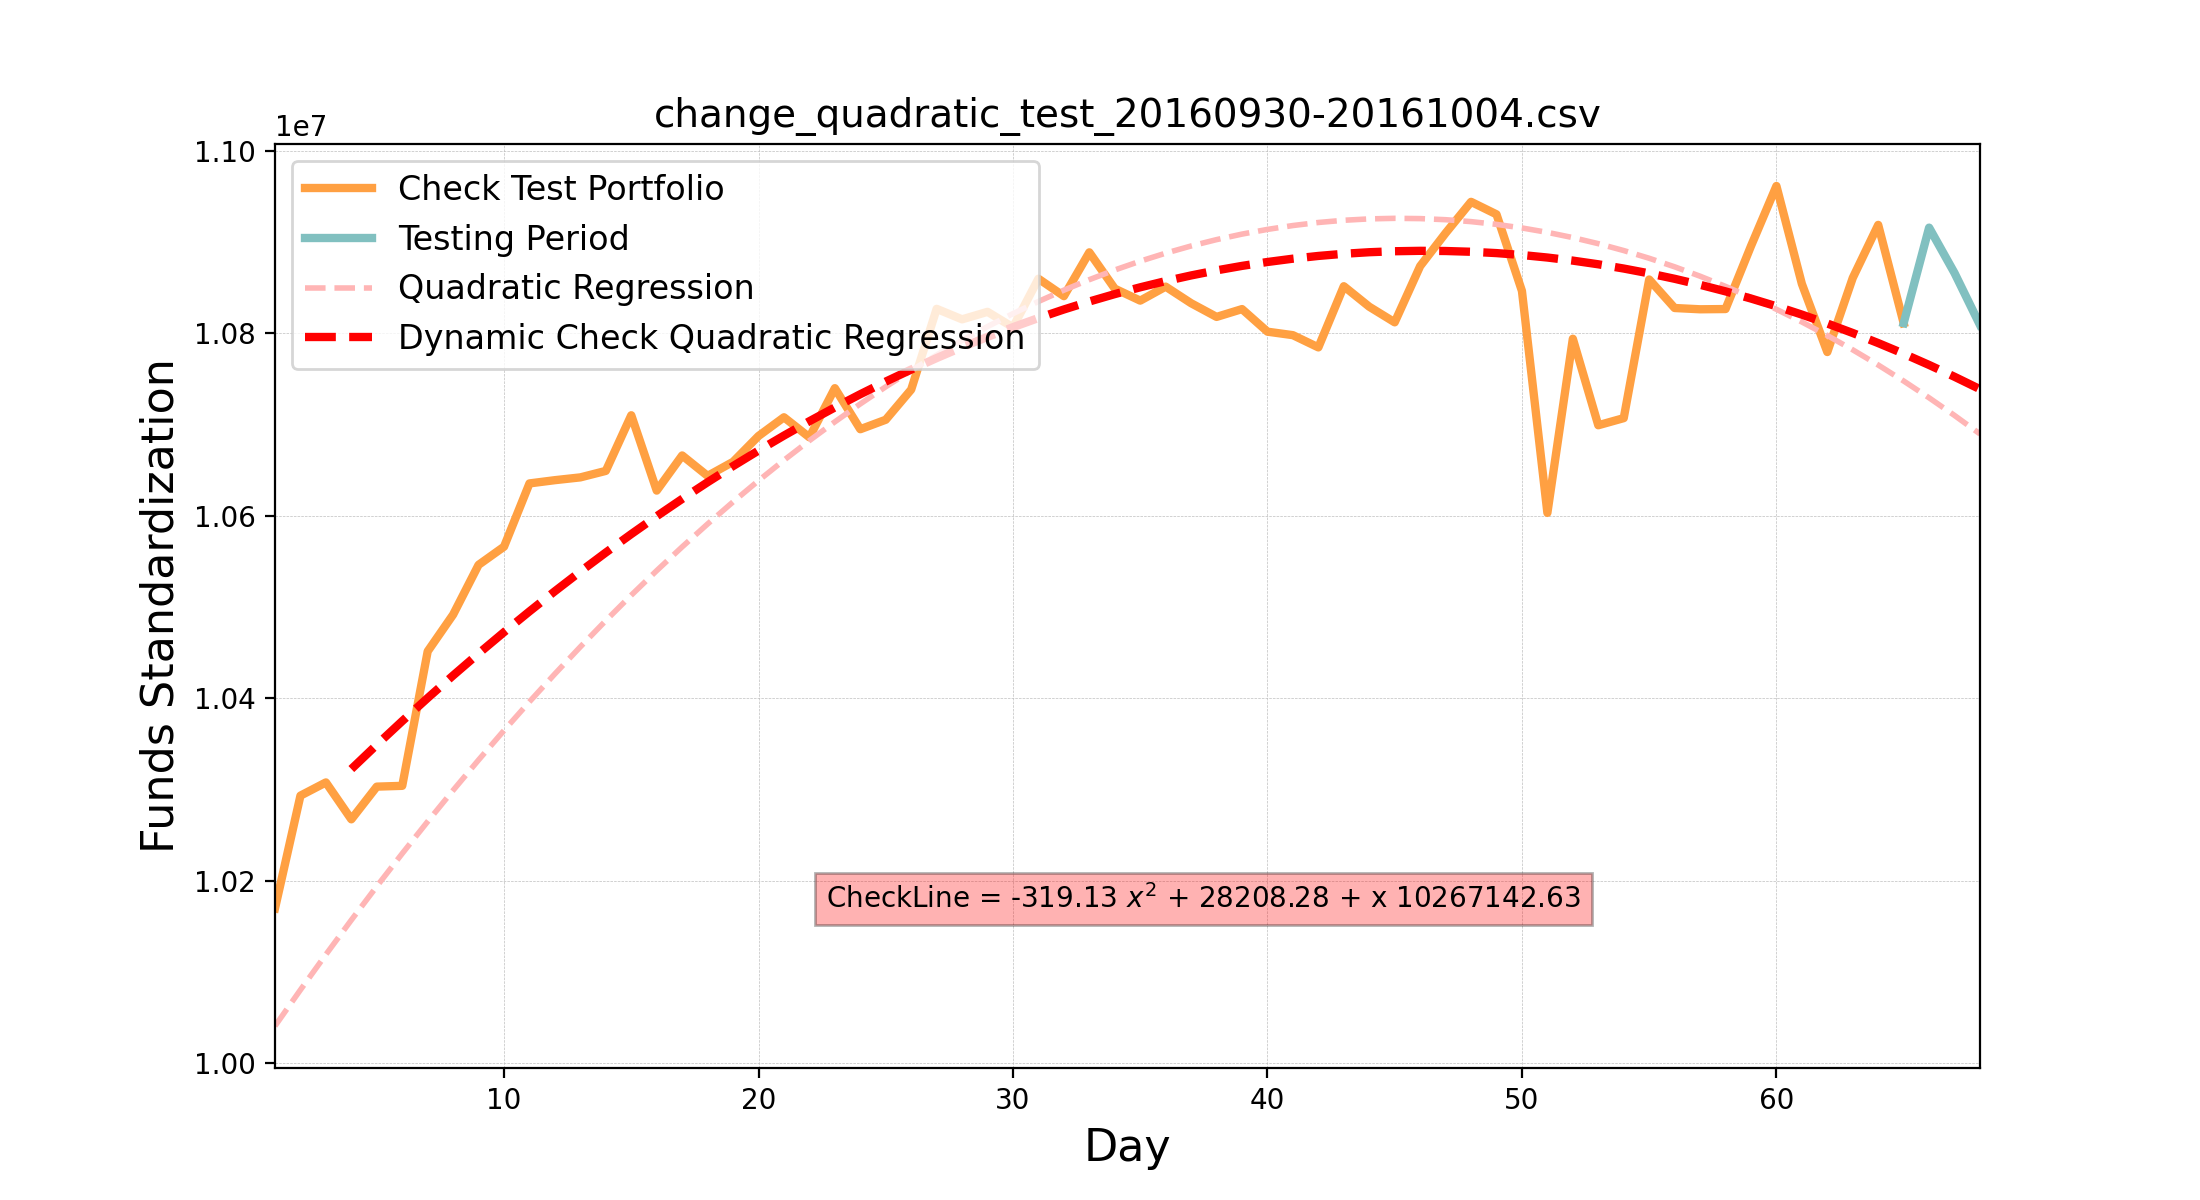 change_quadratic_test_20160930-20161004.csv
1e7
1.10
1.08
1.06
1.04
1.02
1.00
Funds Standardization
Check Test Portfolio
Testing Period
Quadratic Regression
Dynamic Check Quadratic Regression
CheckLine = -319.13 x² + 28208.28 + x 10267142.63
10 20 30 40 50 60
Day